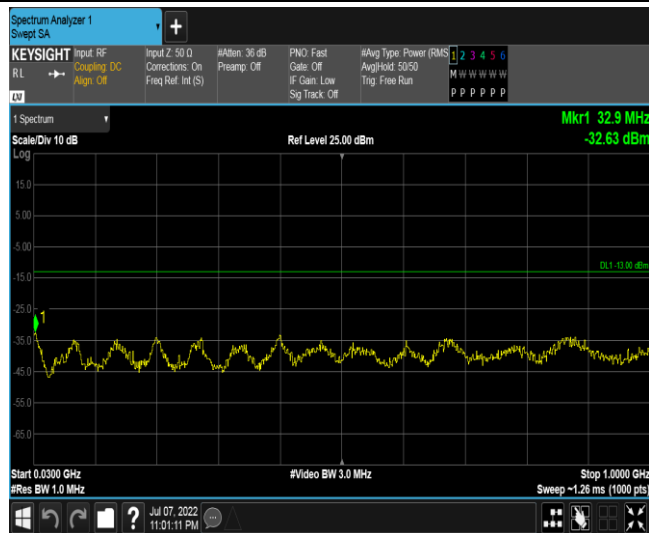 Spectrum Analyzer 1
Swept SA
+
KEYSIGHT
RL
Input: RF
Coupling: DC
Align: Off
Input Z: 50 Ω
Corrections: On
Freq Ref: Int (S)
#Atten: 36 dB
Preamp: Off
PNO: Fast
Gate: Off
IF Gain: Low
Sig Track: Off
#Avg Type: Power (RMS
Avg|Hold: 50/50
Trig: Free Run
1 2 3 4 5 6
M W W W W W
P P P P P P
1 Spectrum
Scale/Div 10 dB
Ref Level 25.00 dBm
Mkr1 32.9 MHz
-32.63 dBm
Log
15.0
5.00
-5.00
-15.0
-25.0
-35.0
-45.0
-55.0
-65.0
DL1 -13.00 dBm
1
Start 0.0300 GHz
#Res BW 1.0 MHz
#Video BW 3.0 MHz
Stop 1.0000 GHz
Sweep ~1.26 ms (1000 pts)
?
Jul 07, 2022
11:01:11 PM